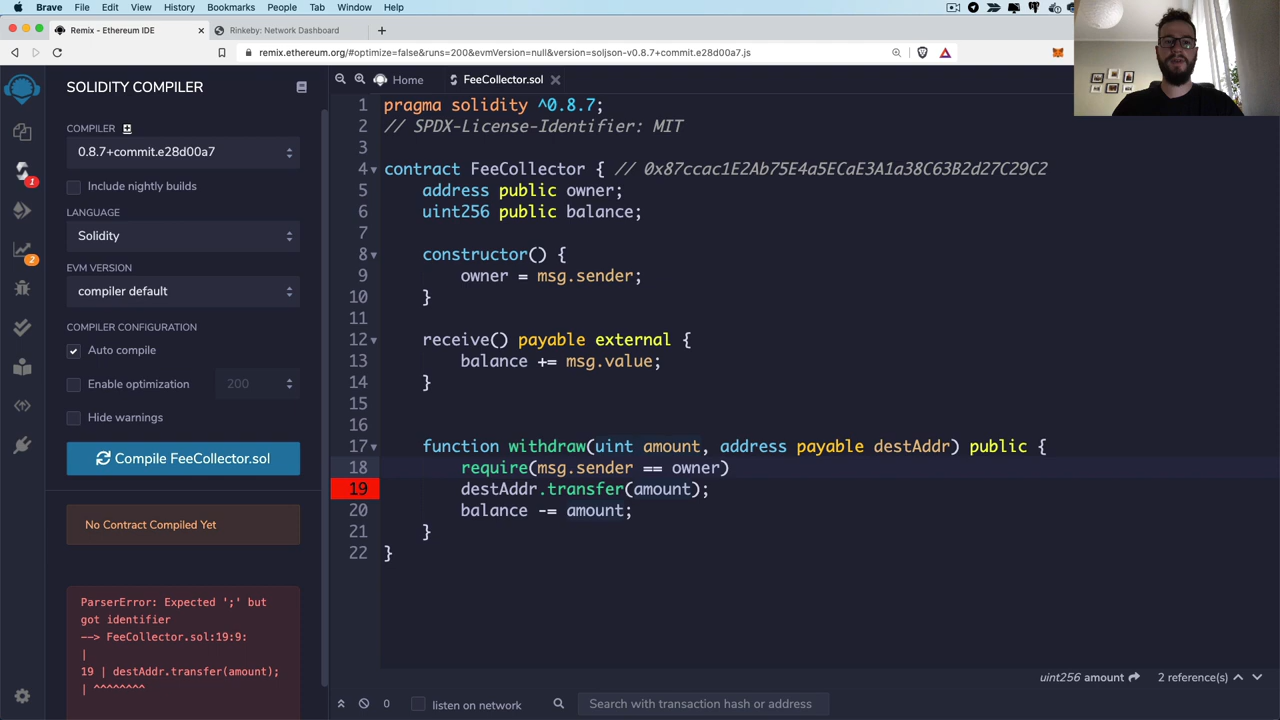 Brave File Edit View History Bookmarks People Tab Window Help
Remix - Ethereum IDE
Rinkeby: Network Dashboard
remix.ethereum.org/#optimize=false&runs=200&evmVersion=null&version=soljson-v0.8.7+commit.e28d00a7.js
SOLIDITY COMPILER
Home
FeeCollector.sol
COMPILER
0.8.7+commit.e28d00a7
Include nightly builds
1
LANGUAGE
Solidity
2
EVM VERSION
compiler default
COMPILER CONFIGURATION
Auto compile
Enable optimization
200
Hide warnings
Compile FeeCollector.sol
No Contract Compiled Yet
ParserError: Expected ';' but
got identifier
--> FeeCollector.sol:19:9:
|
19 | destAddr.transfer(amount);
| ^^^^^^^^
1 pragma solidity ^0.8.7;
2 // SPDX-License-Identifier: MIT
3
4 contract FeeCollector { // 0x87ccac1E2Ab75E4a5ECaE3A1a38C63B2d27C29C2
5 address public owner;
6 uint256 public balance;
7
8 constructor() {
9 owner = msg.sender;
10 }
11
12 receive() payable external {
13 balance += msg.value;
14 }
15
16
17 function withdraw(uint amount, address payable destAddr) public {
18 require(msg.sender == owner)
19 destAddr.transfer(amount);
20 balance -= amount;
21 }
22 }
uint256 amount 2 reference(s)
0 listen on network
Search with transaction hash or address